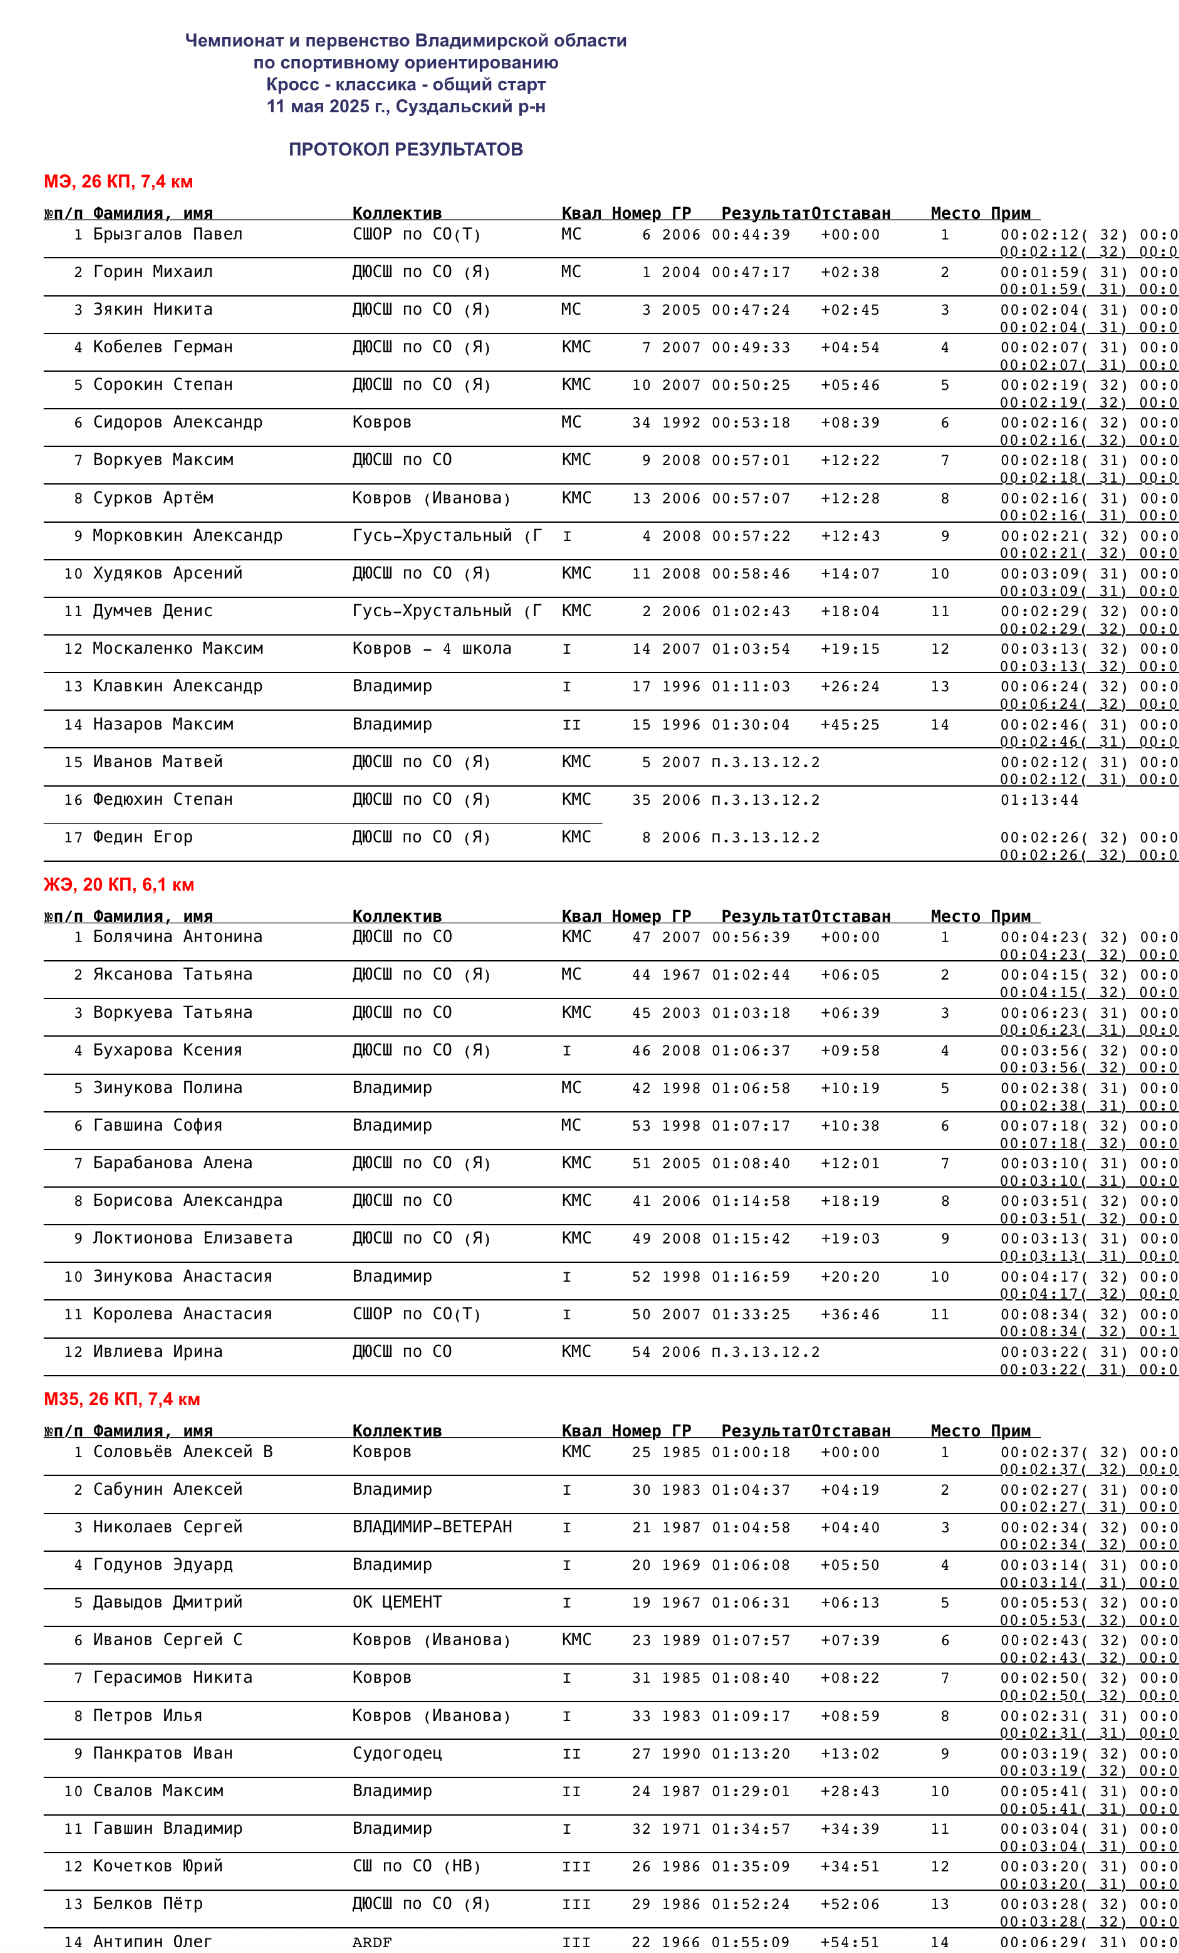 Чемпионат и первенство Владимирской области
по спортивному ориентированию
Кросс - классика - общий старт
11 мая 2025 г., Суздальский р-н
ПРОТОКОЛ РЕЗУЛЬТАТОВ
МЭ, 26 КП, 7,4 км
№п/п Фамилия, имя Коллектив Квал Номер ГР РезультатОтставан Место Прим
1 Брызгалов Павел СШОР по СО(Т) МС 6 2006 00:44:39 +00:00 1 00:02:12( 32) 00:0
00:02:12( 32) 00:0
2 Горин Михаил ДЮСШ по СО (Я) МС 1 2004 00:47:17 +02:38 2 00:01:59( 31) 00:0
00:01:59( 31) 00:0
3 Зякин Никита ДЮСШ по СО (Я) МС 3 2005 00:47:24 +02:45 3 00:02:04( 31) 00:0
00:02:04( 31) 00:0
4 Кобелев Герман ДЮСШ по СО (Я) КМС 7 2007 00:49:33 +04:54 4 00:02:07( 31) 00:0
00:02:07( 31) 00:0
5 Сорокин Степан ДЮСШ по СО (Я) КМС 10 2007 00:50:25 +05:46 5 00:02:19( 32) 00:0
00:02:19( 32) 00:0
6 Сидоров Александр Ковров МС 34 1992 00:53:18 +08:39 6 00:02:16( 32) 00:0
00:02:16( 32) 00:0
7 Воркуев Максим ДЮСШ по СО КМС 9 2008 00:57:01 +12:22 7 00:02:18( 31) 00:0
00:02:18( 31) 00:0
8 Сурков Артём Ковров (Иванова) КМС 13 2006 00:57:07 +12:28 8 00:02:16( 31) 00:0
00:02:16( 31) 00:0
9 Морковкин Александр Гусь-Хрустальный (Г I 4 2008 00:57:22 +12:43 9 00:02:21( 32) 00:0
00:02:21( 32) 00:0
10 Худяков Арсений ДЮСШ по СО (Я) КМС 11 2008 00:58:46 +14:07 10 00:03:09( 31) 00:0
00:03:09( 31) 00:0
11 Думчев Денис Гусь-Хрустальный (Г КМС 2 2006 01:02:43 +18:04 11 00:02:29( 32) 00:0
00:02:29( 32) 00:0
12 Москаленко Максим Ковров - 4 школа I 14 2007 01:03:54 +19:15 12 00:03:13( 32) 00:0
00:03:13( 32) 00:0
13 Клавкин Александр Владимир I 17 1996 01:11:03 +26:24 13 00:06:24( 32) 00:0
00:06:24( 32) 00:0
14 Назаров Максим Владимир II 15 1996 01:30:04 +45:25 14 00:02:46( 31) 00:0
00:02:46( 31) 00:0
15 Иванов Матвей ДЮСШ по СО (Я) КМС 5 2007 п.3.13.12.2 00:02:12( 31) 00:0
00:02:12( 31) 00:0
16 Федюхин Степан ДЮСШ по СО (Я) КМС 35 2006 п.3.13.12.2 01:13:44
17 Федин Егор ДЮСШ по СО (Я) КМС 8 2006 п.3.13.12.2 00:02:26( 32) 00:0
00:02:26( 32) 00:0
ЖЭ, 20 КП, 6,1 км
№п/п Фамилия, имя Коллектив Квал Номер ГР РезультатОтставан Место Прим
1 Болячина Антонина ДЮСШ по СО КМС 47 2007 00:56:39 +00:00 1 00:04:23( 32) 00:0
00:04:23( 32) 00:0
2 Яксанова Татьяна ДЮСШ по СО (Я) МС 44 1967 01:02:44 +06:05 2 00:04:15( 32) 00:0
00:04:15( 32) 00:0
3 Воркуева Татьяна ДЮСШ по СО КМС 45 2003 01:03:18 +06:39 3 00:06:23( 31) 00:0
00:06:23( 31) 00:0
4 Бухарова Ксения ДЮСШ по СО (Я) I 46 2008 01:06:37 +09:58 4 00:03:56( 32) 00:0
00:03:56( 32) 00:0
5 Зинукова Полина Владимир МС 42 1998 01:06:58 +10:19 5 00:02:38( 31) 00:0
00:02:38( 31) 00:0
6 Гавшина София Владимир МС 53 1998 01:07:17 +10:38 6 00:07:18( 32) 00:0
00:07:18( 32) 00:0
7 Барабанова Алена ДЮСШ по СО (Я) КМС 51 2005 01:08:40 +12:01 7 00:03:10( 31) 00:0
00:03:10( 31) 00:0
8 Борисова Александра ДЮСШ по СО КМС 41 2006 01:14:58 +18:19 8 00:03:51( 32) 00:0
00:03:51( 32) 00:0
9 Локтионова Елизавета ДЮСШ по СО (Я) КМС 49 2008 01:15:42 +19:03 9 00:03:13( 31) 00:0
00:03:13( 31) 00:0
10 Зинукова Анастасия Владимир I 52 1998 01:16:59 +20:20 10 00:04:17( 32) 00:0
00:04:17( 32) 00:0
11 Королева Анастасия СШОР по СО(Т) I 50 2007 01:33:25 +36:46 11 00:08:34( 32) 00:0
00:08:34( 32) 00:1
12 Ивлиева Ирина ДЮСШ по СО КМС 54 2006 п.3.13.12.2 00:03:22( 31) 00:0
00:03:22( 31) 00:0
М35, 26 КП, 7,4 км
№п/п Фамилия, имя Коллектив Квал Номер ГР РезультатОтставан Место Прим
1 Соловьёв Алексей В Ковров КМС 25 1985 01:00:18 +00:00 1 00:02:37( 32) 00:0
00:02:37( 32) 00:0
2 Сабунин Алексей Владимир I 30 1983 01:04:37 +04:19 2 00:02:27( 31) 00:0
00:02:27( 31) 00:0
3 Николаев Сергей ВЛАДИМИР-ВЕТЕРАН I 21 1987 01:04:58 +04:40 3 00:02:34( 32) 00:0
00:02:34( 32) 00:0
4 Годунов Эдуард Владимир I 20 1969 01:06:08 +05:50 4 00:03:14( 31) 00:0
00:03:14( 31) 00:0
5 Давыдов Дмитрий ОК ЦЕМЕНТ I 19 1967 01:06:31 +06:13 5 00:05:53( 32) 00:0
00:05:53( 32) 00:0
6 Иванов Сергей С Ковров (Иванова) КМС 23 1989 01:07:57 +07:39 6 00:02:43( 32) 00:0
00:02:43( 32) 00:0
7 Герасимов Никита Ковров I 31 1985 01:08:40 +08:22 7 00:02:50( 32) 00:0
00:02:50( 32) 00:0
8 Петров Илья Ковров (Иванова) I 33 1983 01:09:17 +08:59 8 00:02:31( 31) 00:0
00:02:31( 31) 00:0
9 Панкратов Иван Судогодец II 27 1990 01:13:20 +13:02 9 00:03:19( 32) 00:0
00:03:19( 32) 00:0
10 Свалов Максим Владимир II 24 1987 01:29:01 +28:43 10 00:05:41( 31) 00:0
00:05:41( 31) 00:0
11 Гавшин Владимир Владимир I 32 1971 01:34:57 +34:39 11 00:03:04( 31) 00:0
00:03:04( 31) 00:0
12 Кочетков Юрий СШ по СО (НВ) III 26 1986 01:35:09 +34:51 12 00:03:20( 31) 00:0
00:03:20( 31) 00:0
13 Белков Пётр ДЮСШ по СО (Я) III 29 1986 01:52:24 +52:06 13 00:03:28( 32) 00:0
00:03:28( 32) 00:0
14 Антипин Олег ARDF III 22 1966 01:55:09 +54:51 14 00:06:29( 31) 00:0